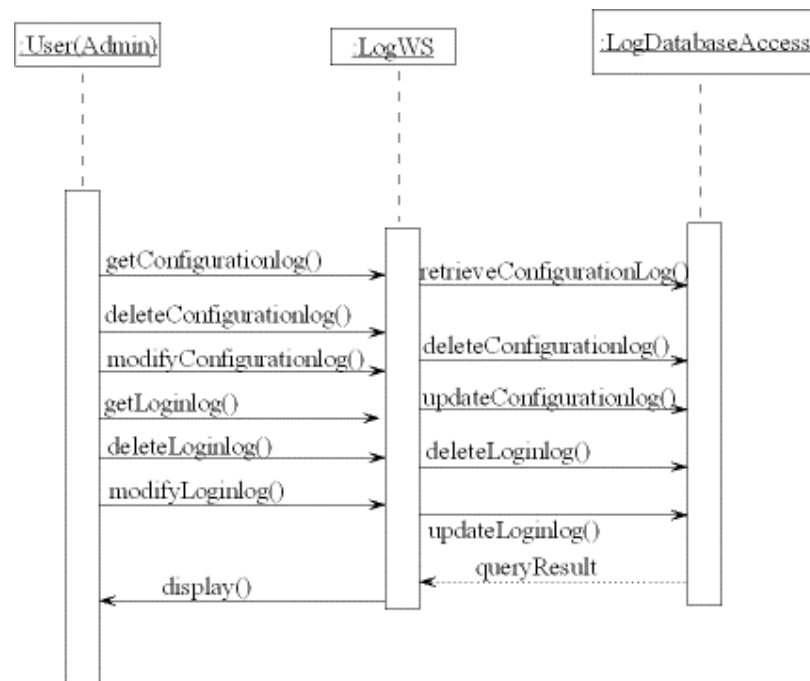 :User(Admin)
:LogWS
:LogDatabaseAccess
getConfigurationlog()
retrieveConfigurationLog()
deleteConfigurationlog()
deleteConfigurationlog()
modifyConfigurationlog()
updateConfigurationlog()
getLoginlog()
deleteLoginlog()
deleteLoginlog()
modifyLoginlog()
updateLoginlog()
queryResult
display()